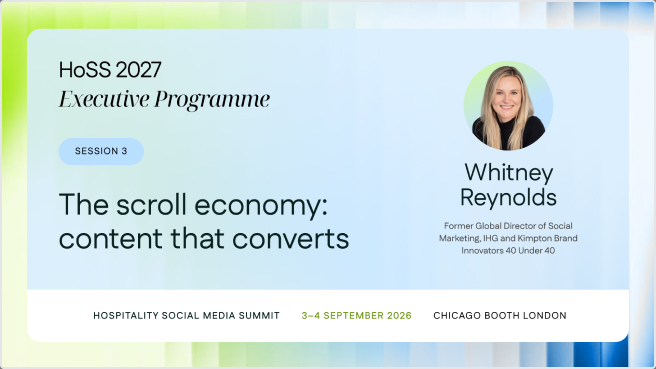 HoSS 2027
Executive Programme
SESSION 3
The scroll economy:
content that converts
Whitney
Reynolds
Former Global Director of Social
Marketing, IHG and Kimpton Brand
Innovators 40 Under 40
HOSPITALITY SOCIAL MEDIA SUMMIT
3–4 SEPTEMBER 2026
CHICAGO BOOTH LONDON